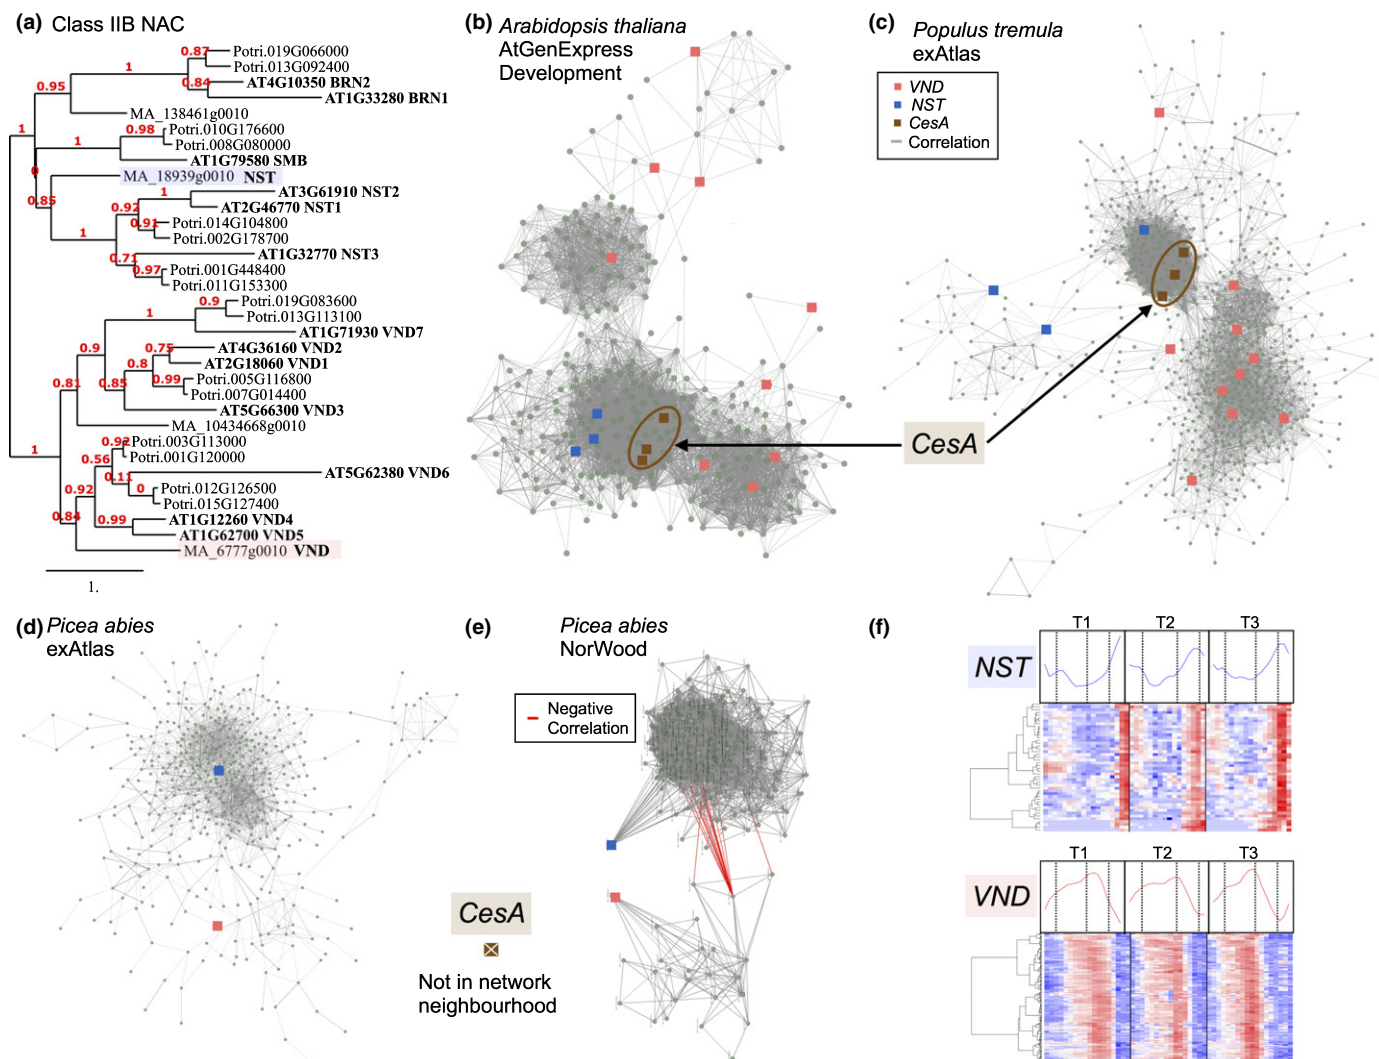 (a) Class IIB NAC
0.87
Potri.019G066000
Potri.013G092400
1
0.84
AT4G10350 BRN2
AT1G33280 BRN1
0.95
MA_138461g0010
0.98
Potri.010G176600
Potri.008G080000
1
1
AT1G79580 SMB
0
MA_18939g0010 NST
0.85
1
AT3G61910 NST2
0.92
AT2G46770 NST1
0.91
Potri.014G104800
Potri.002G178700
1
0.71
AT1G32770 NST3
0.97
Potri.001G448400
Potri.011G153300
0.9
Potri.019G083600
1
Potri.013G113100
AT1G71930 VND7
0.9
0.75
AT4G36160 VND2
0.8
AT2G18060 VND1
0.81
0.85
0.99
Potri.005G116800
Potri.007G014400
AT5G66300 VND3
MA_10434668g0010
1
0.92
Potri.003G113000
Potri.001G120000
0.56
0.11
AT5G62380 VND6
0.92
0
Potri.012G126500
Potri.015G127400
0.84
0.99
AT1G12260 VND4
AT1G62700 VND5
MA_6777g0010 VND
1.
(b) Arabidopsis thaliana
AtGenExpress
Development
(c) Populus tremula
exAtlas
VND
NST
CesA
Correlation
CesA
(d) Picea abies
exAtlas
CesA
Not in network
neighbourhood
(e) Picea abies
NorWood
Negative
Correlation
(f)
T1 T2 T3
NST
T1 T2 T3
VND